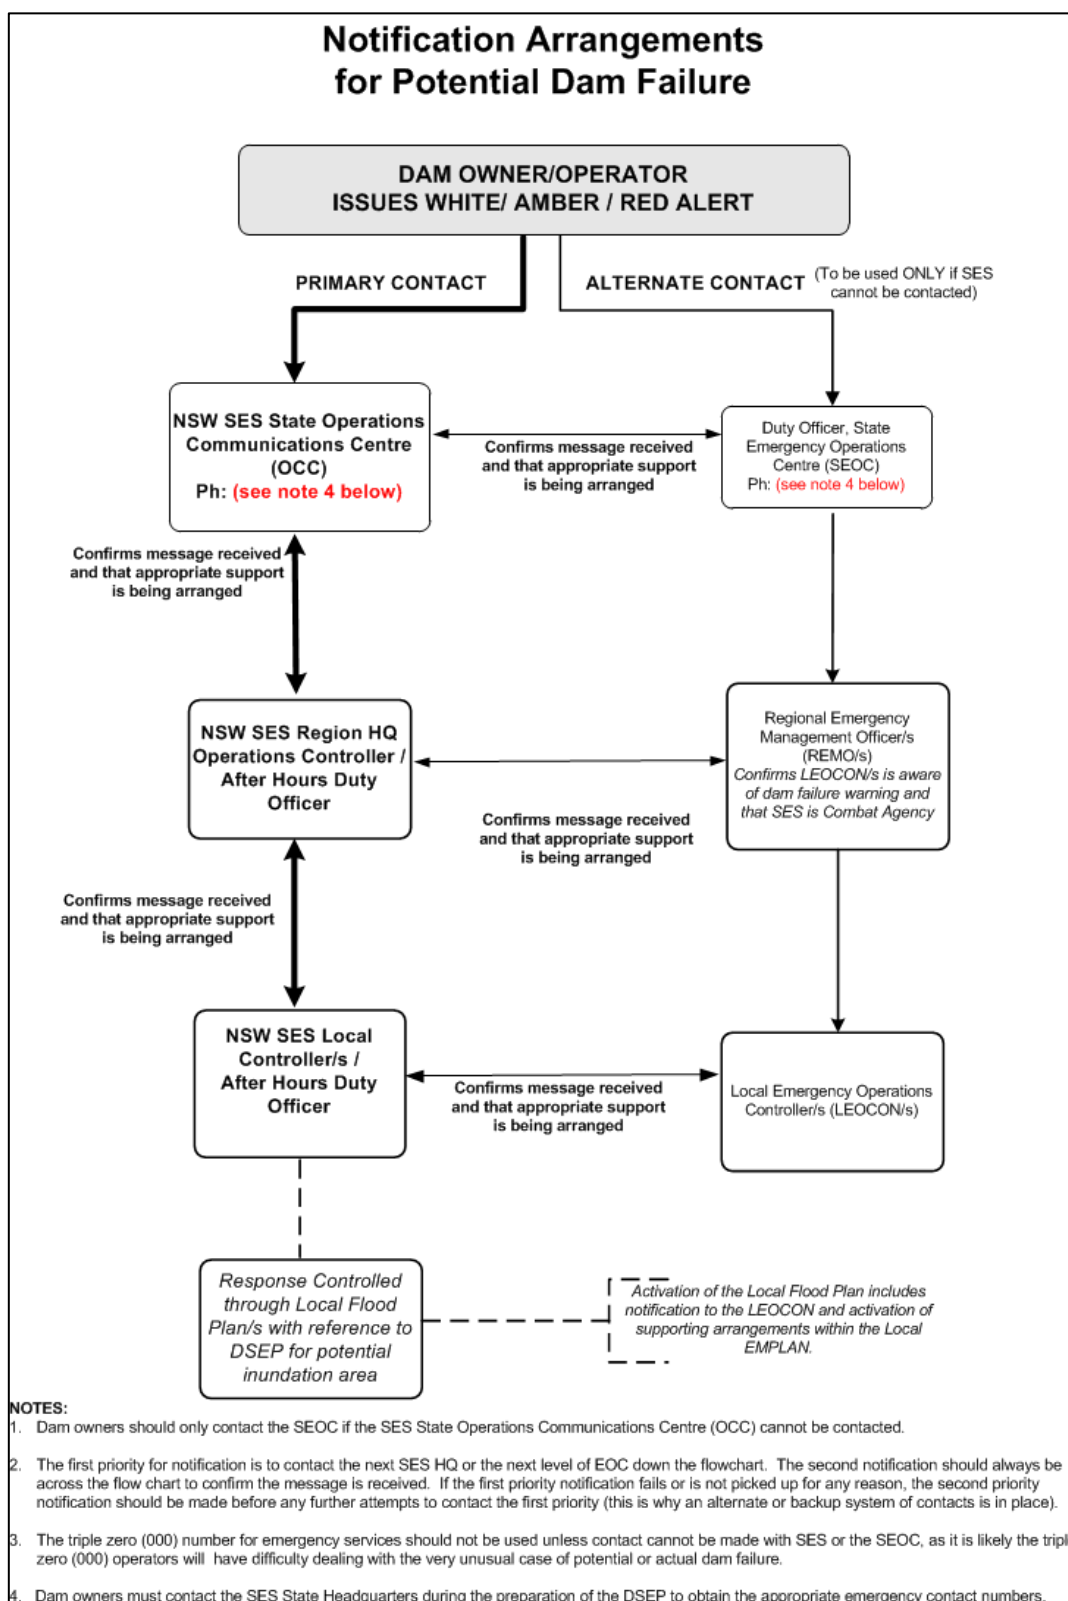 Notification Arrangements
for Potential Dam Failure
DAM OWNER/OPERATOR
ISSUES WHITE/ AMBER / RED ALERT
PRIMARY CONTACT
ALTERNATE CONTACT
(To be used ONLY if SES
cannot be contacted)
NSW SES State Operations
Communications Centre
(OCC)
Ph: (see note 4 below)
Confirms message received
and that appropriate support
is being arranged
Duty Officer, State
Emergency Operations
Centre (SEOC)
Ph: (see note 4 below)
Confirms message received
and that appropriate support
is being arranged
NSW SES Region HQ
Operations Controller /
After Hours Duty
Officer
Confirms message received
and that appropriate support
is being arranged
Regional Emergency
Management Officer/s
(REMO/s)
Confirms LEOCON/s is aware
of dam failure warning and
that SES is Combat Agency
Confirms message received
and that appropriate support
is being arranged
NSW SES Local
Controller/s /
After Hours Duty
Officer
Confirms message received
and that appropriate support
is being arranged
Local Emergency Operations
Controller/s (LEOCON/s)
Response Controlled
through Local Flood
Plan/s with reference to
DSEP for potential
inundation area
Activation of the Local Flood Plan includes
notification to the LEOCON and activation of
supporting arrangements within the Local
EMPLAN.
NOTES:
1. Dam owners should only contact the SEOC if the SES State Operations Communications Centre (OCC) cannot be contacted.
2. The first priority for notification is to contact the next SES HQ or the next level of EOC down the flowchart. The second notification should always be
across the flow chart to confirm the message is received. If the first priority notification fails or is not picked up for any reason, the second priority
notification should be made before any further attempts to contact the first priority (this is why an alternate or backup system of contacts is in place).
3. The triple zero (000) number for emergency services should not be used unless contact cannot be made with SES or the SEOC, as it is likely the tripl
zero (000) operators will have difficulty dealing with the very unusual case of potential or actual dam failure.
4. Dam owners must contact the SES State Headquarters during the preparation of the DSEP to obtain the appropriate emergency contact numbers.